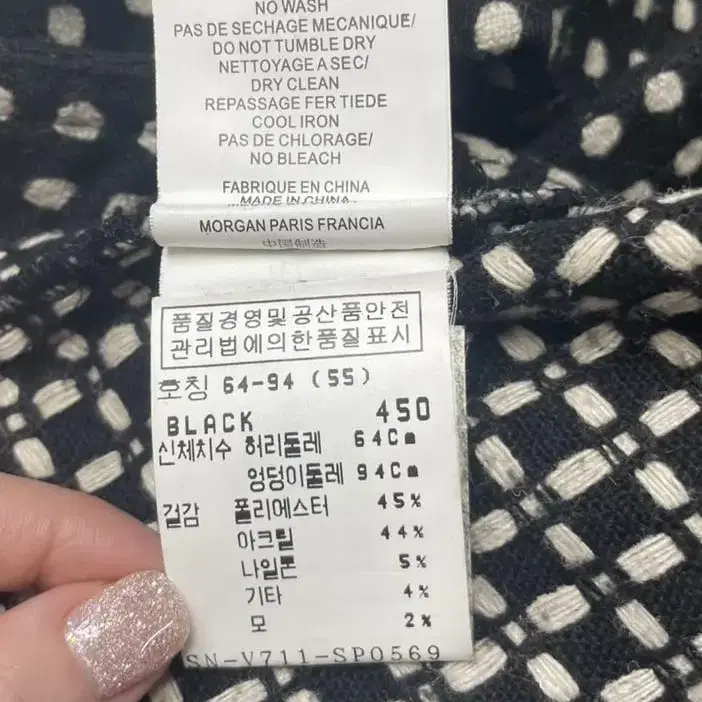 NO WASH
PAS DE SECHAGE MECANIQUE/
DO NOT TUMBLE DRY
NETTOYAGE A SEC/
DRY CLEAN
REPASSAGE FER TIEDE
COOL IRON
PAS DE CHLORAGE/
NO BLEACH
FABRIQUE EN CHINA
MADE IN CHINA
MORGAN PARIS FRANCIA
中国制造
품질경영및공산품안전
관리법에의한품질표시
호칭 64-94 (55)
BLACK 450
신체치수 허리둘레 64Cm
엉덩이둘레 94Cm
겉감 폴리에스터 45%
아크릴 44%
나일론 5%
기타 4%
모 2%
SN-V711-SP0569